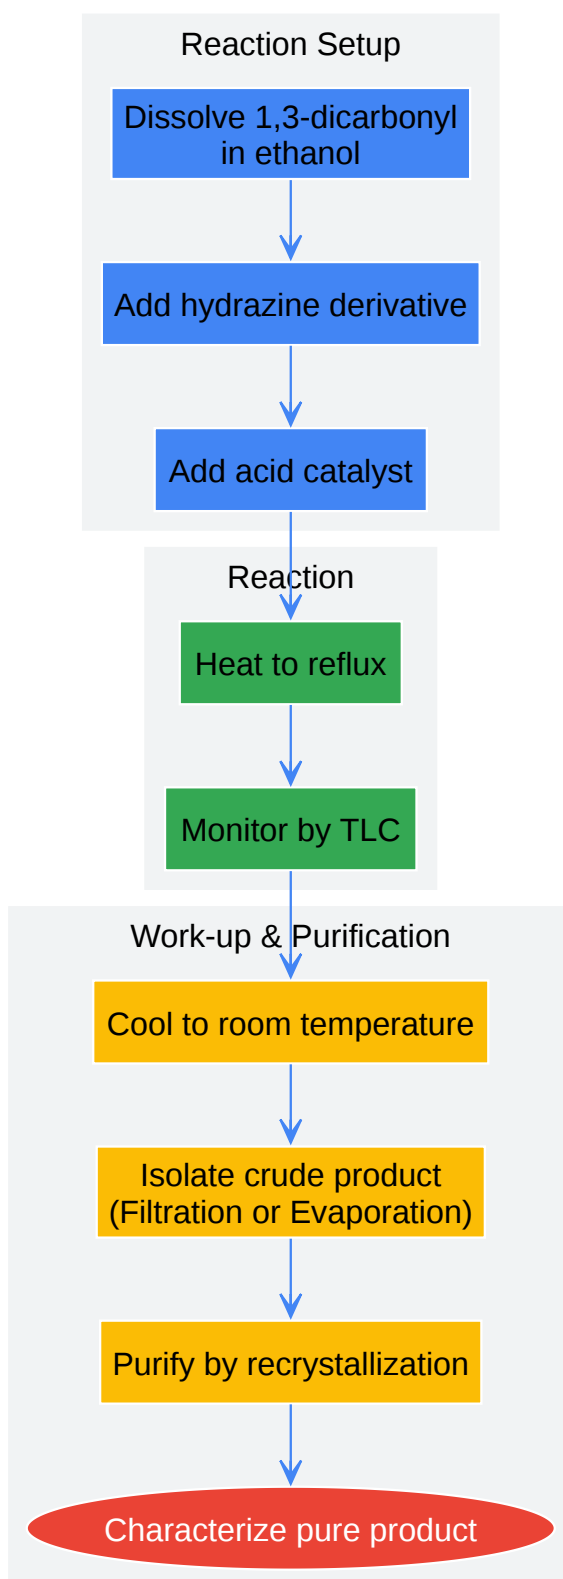 Reaction Setup
Dissolve 1,3-dicarbonyl
in ethanol
Add hydrazine derivative
Add acid catalyst
Reaction
Heat to reflux
Monitor by TLC
Work-up & Purification
Cool to room temperature
Isolate crude product
(Filtration or Evaporation)
Purify by recrystallization
Characterize pure product